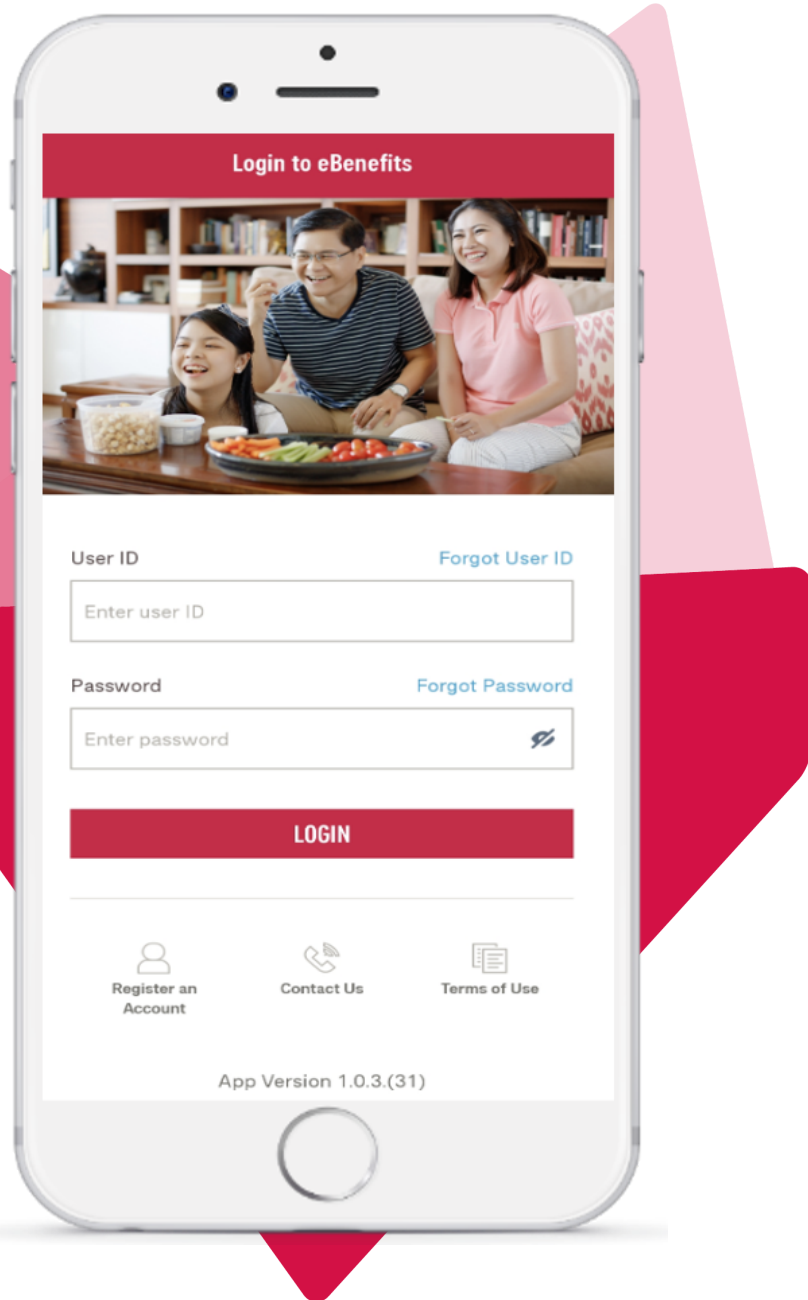 Login to eBenefits
User ID
Forgot User ID
Enter user ID
Password
Forgot Password
Enter password
LOGIN
Register an
Account
Contact Us
Terms of Use
App Version 1.0.3.(31)